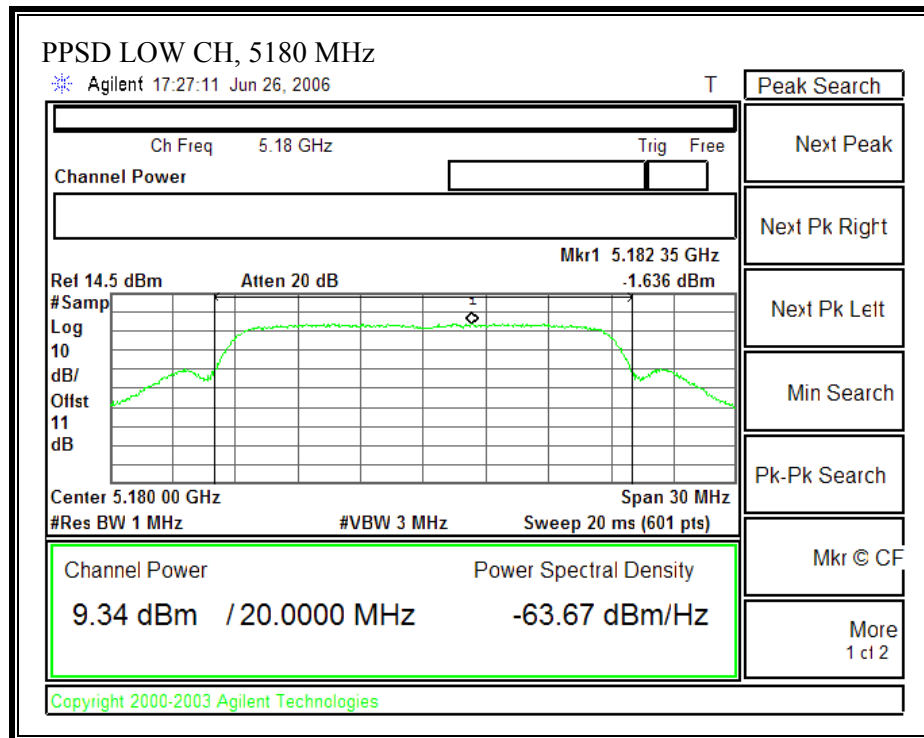 PPSD LOW CH, 5180 MHz
Agilent 17:27:11 Jun 26, 2006 T
Peak Search
Ch Freq 5.18 GHz Trig Free
Next Peak
Channel Power
Next Pk Right
Mkr1 5.182 35 GHz
Ref 14.5 dBm Atten 20 dB -1.636 dBm
#Samp
1
Log
Next Pk Left
10
dB/
Offst
Min Search
11
dB
Pk-Pk Search
Center 5.180 00 GHz Span 30 MHz
#Res BW 1 MHz #VBW 3 MHz Sweep 20 ms (601 pts)
Channel Power Power Spectral Density
Mkr © CF
9.34 dBm / 20.0000 MHz -63.67 dBm/Hz
More
1 of 2
Copyright 2000-2003 Agilent Technologies